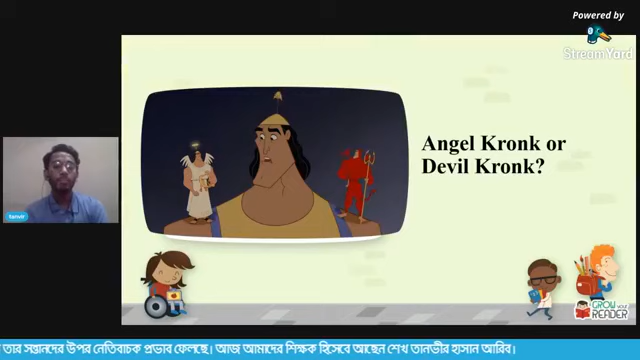 Powered by
StreamYard
Angel Kronk or
Devil Kronk?
tanvir
GROW YOUR
READER
তার সন্তানদের উপর নেতিবাচক প্রভাব ফেলছে। আজ আমাদের শিক্ষক হিসেবে আছেন শেখ তানভীর হাসান আরিব।